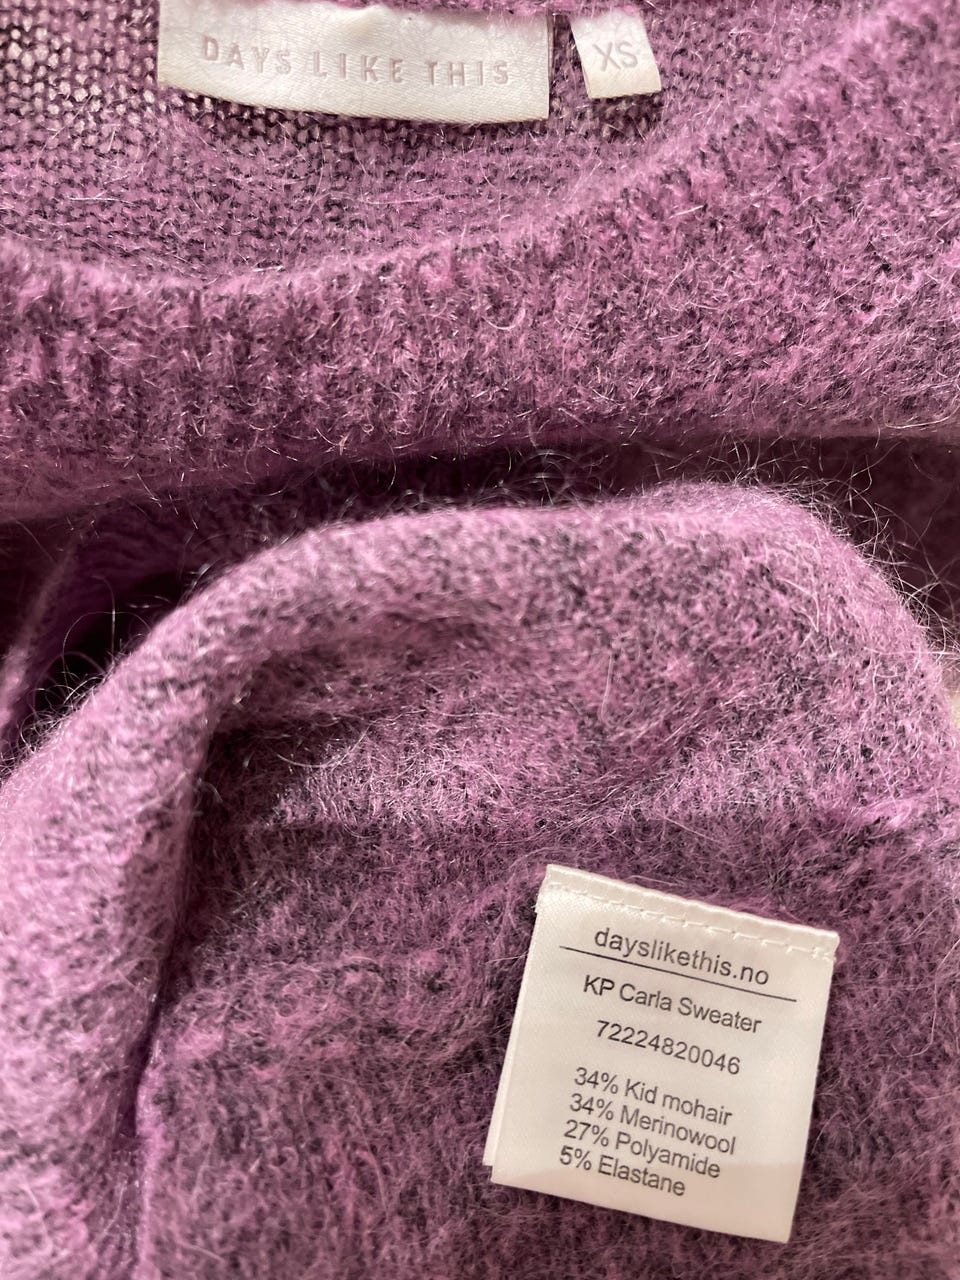 DAYS LIKE THIS
XS
dayslikethis.no
KP Carla Sweater
72224820046
34% Kid mohair
34% Merinowool
27% Polyamide
5% Elastane